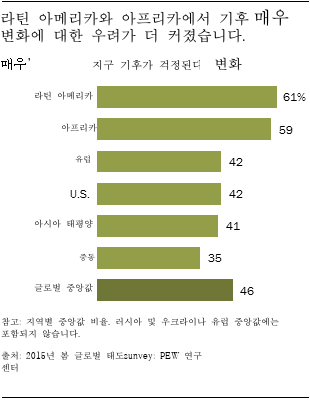 라틴 아메리카와 아프리카에서 기후 매우
변화에 대한 우려가 더 커졌습니다.
매우' 지구 기후가 걱정된다 변화
라틴 아메리카 61%
아프리카 59
유럽 42
U.S. 42
아시아 태평양 41
중동 35
글로벌 중앙값 46
참고: 지역별 중앙값 비율. 러시아 및 우크라이나 유럽 중앙값에는
포함되지 않습니다.
출처: 2015년 봄 글로벌 태도sunvey: PEW 연구
센터